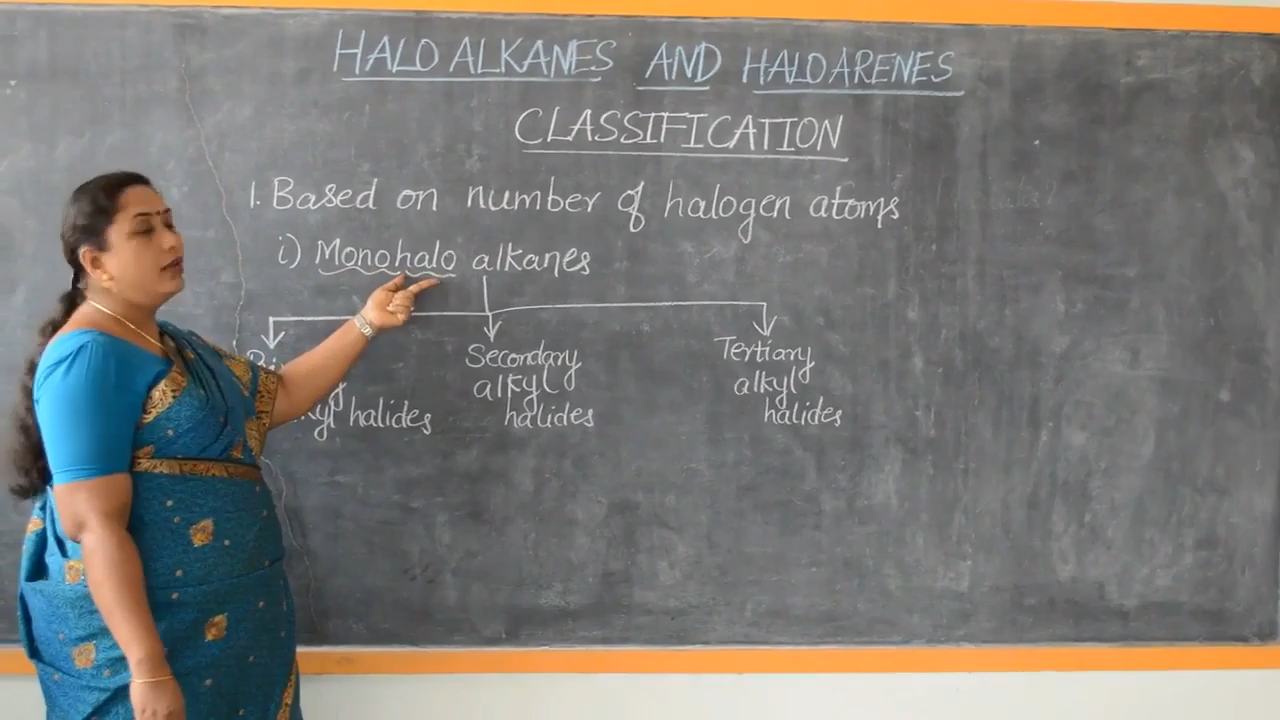 HALO ALKANES AND HALOARENES
CLASSIFICATION
1. Based on number of halogen atoms
i) Monohalo alkanes
Secondary
alkyl
halides
Tertiary
alkyl
halides
halides